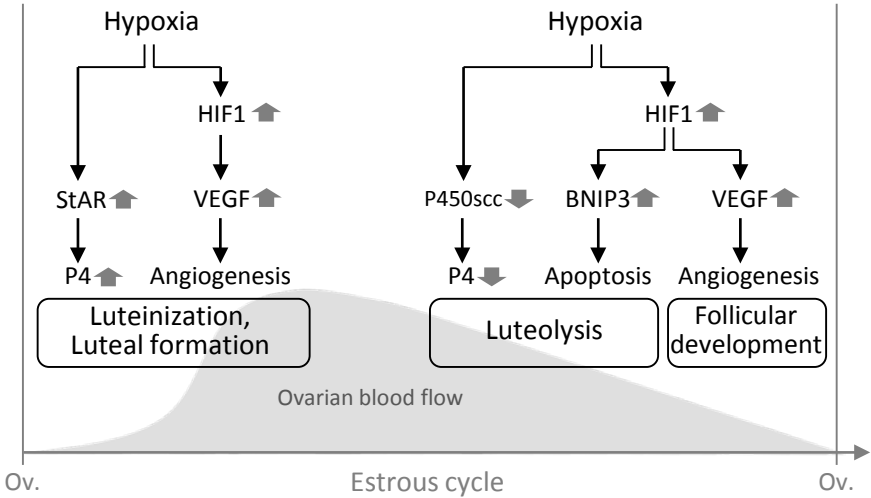 Hypoxia
Hypoxia
HIF1
HIF1
StAR
VEGF
P450scc
BNIP3
VEGF
P4
Angiogenesis
P4
Apoptosis
Angiogenesis
Luteinization,
Luteal formation
Luteolysis
Follicular
development
Ovarian blood flow
Ov.
Estrous cycle
Ov.